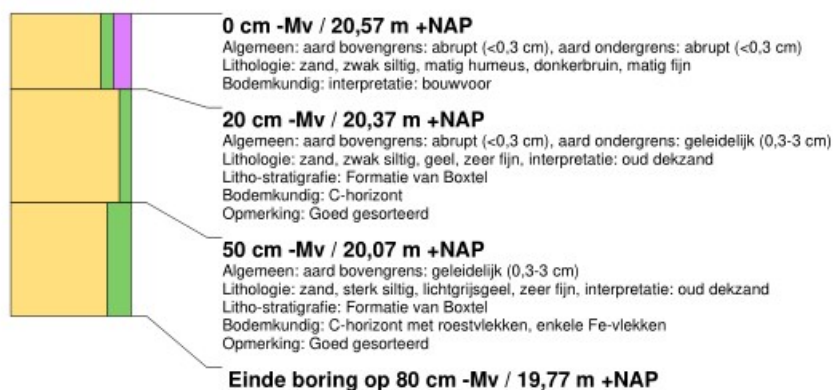 0 cm -Mv / 20,57 m +NAP
Algemeen: aard bovengrens: abrupt (<0,3 cm), aard ondergrens: abrupt (<0,3 cm)
Lithologie: zand, zwak siltig, matig humeus, donkerbruin, matig fijn
Bodemkundig: interpretatie: bouwvoor
20 cm -Mv / 20,37 m +NAP
Algemeen: aard bovengrens: abrupt (<0,3 cm), aard ondergrens: geleidelijk (0,3-3 cm)
Lithologie: zand, zwak siltig, geel, zeer fijn, interpretatie: oud dekzand
Litho-stratigrafie: Formatie van Boxtel
Bodemkundig: C-horizont
Opmerking: Goed gesorteerd
50 cm -Mv / 20,07 m +NAP
Algemeen: aard bovengrens: geleidelijk (0,3-3 cm)
Lithologie: zand, sterk siltig, lichtgrijsgeel, zeer fijn, interpretatie: oud dekzand
Litho-stratigrafie: Formatie van Boxtel
Bodemkundig: C-horizont met roestvlekken, enkele Fe-vlekken
Opmerking: Goed gesorteerd
Einde boring op 80 cm -Mv / 19,77 m +NAP